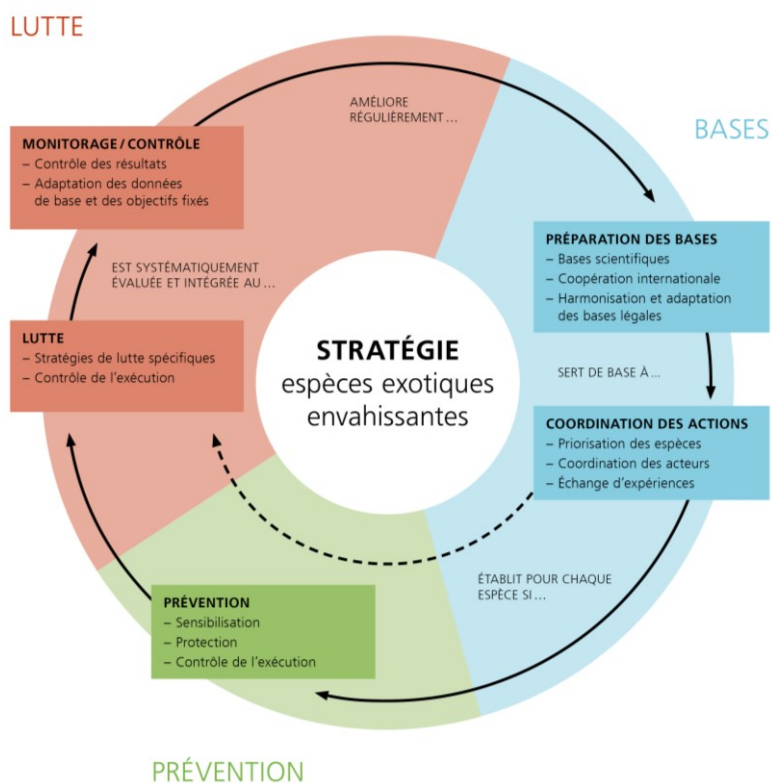 LUTTE
AMÉLIORE
RÉGULIÈREMENT ...
BASES
MONITORAGE / CONTRÔLE
– Contrôle des résultats
– Adaptation des données
de base et des objectifs fixés
PRÉPARATION DES BASES
– Bases scientifiques
– Coopération internationale
– Harmonisation et adaptation
des bases légales
EST SYSTÉMATIQUEMENT
ÉVALUÉE ET INTÉGRÉE AU ...
LUTTE
– Stratégies de lutte spécifiques
– Contrôle de l’exécution
STRATÉGIE
espèces exotiques
envahissantes
SERT DE BASE À ...
COORDINATION DES ACTIONS
– Priorisation des espèces
– Coordination des acteurs
– Échange d’expériences
ÉTABLIT POUR CHAQUE
ESPÈCE SI ...
PRÉVENTION
– Sensibilisation
– Protection
– Contrôle de l’exécution
PRÉVENTION